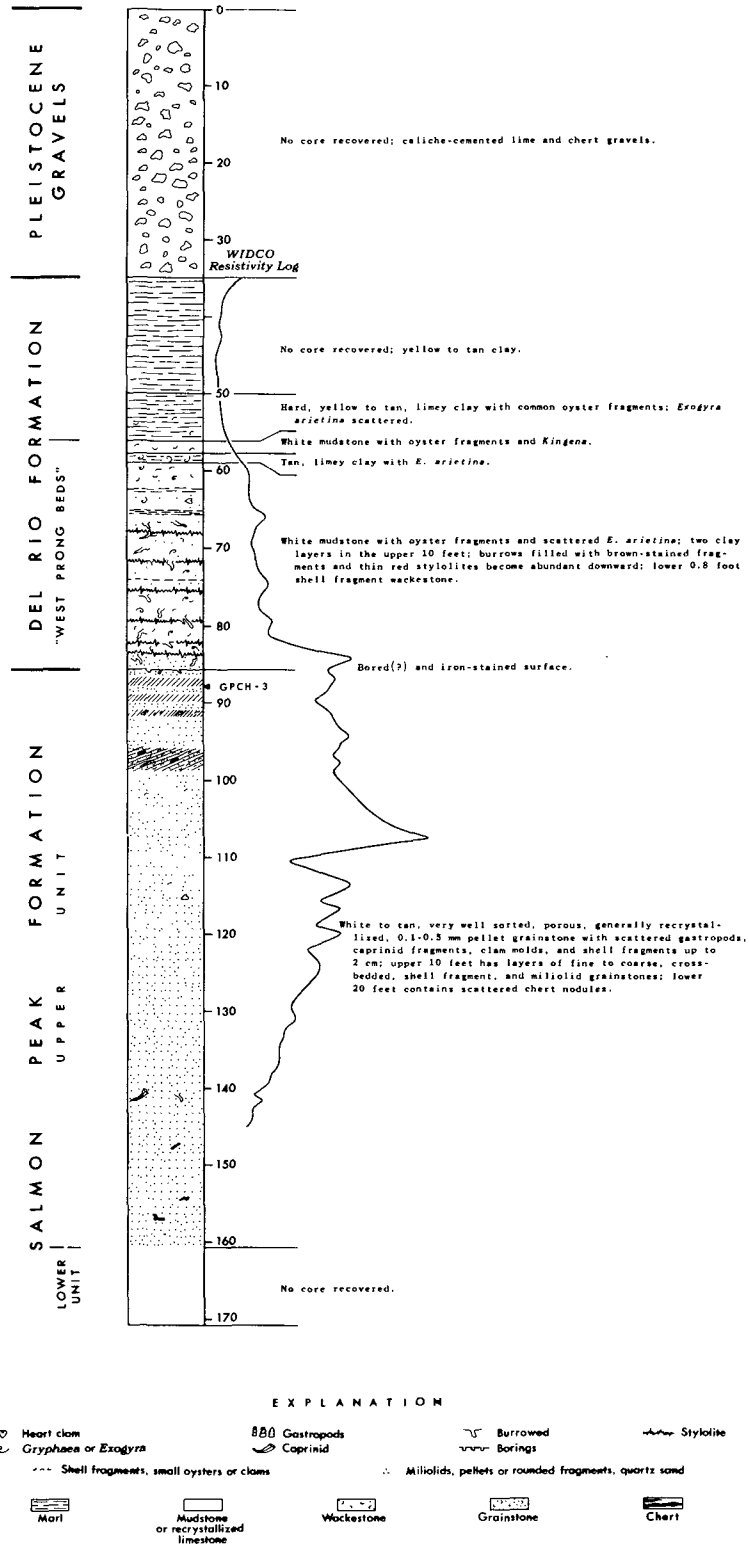 0
PLEISTOCENE
GRAVELS
10
No core recovered; caliche-cemented lime and chert gravels.
20
30
WIDCO
Resistivity Log
DEL RIO FORMATION
"WEST PRONG BEDS"
No core recovered; yellow to tan clay.
50
Hard, yellow to tan, limey clay with common oyster fragments; Exogyra
arietina scattered.
White mudstone with oyster fragments and Kingena.
Tan, limey clay with E. arietina.
60
White mudstone with oyster fragments and scattered E. arietina; two clay
layers in the upper 10 feet; burrows filled with brown-stained frag-
ments and thin red stylolites become abundant downward; lower 0.8 foot
shell fragment wackestone.
70
80
Bored(?) and iron-stained surface.
GPCH-3
90
SALMON PEAK FORMATION
UPPER UNIT
100
110
120
White to tan, very well sorted, porous, generally recrystal-
lized, 0.1-0.5 mm pellet grainstone with scattered gastropods,
caprinid fragments, clam molds, and shell fragments up to
2 cm; upper 10 feet has layers of fine to coarse, cross-
bedded, shell fragment, and miliolid grainstones; lower
20 feet contains scattered chert nodules.
130
140
150
160
LOWER
UNIT
No core recovered.
170
EXPLANATION
Heart clam
Gastropods
Burrowed
Stylolite
Gryphaea or Exogyra
Caprinid
Borings
Shell fragments, small oysters or clams
Miliolids, pellets or rounded fragments, quartz sand
Marl
Mudstone
or recrystallized
limestone
Wackestone
Grainstone
Chert